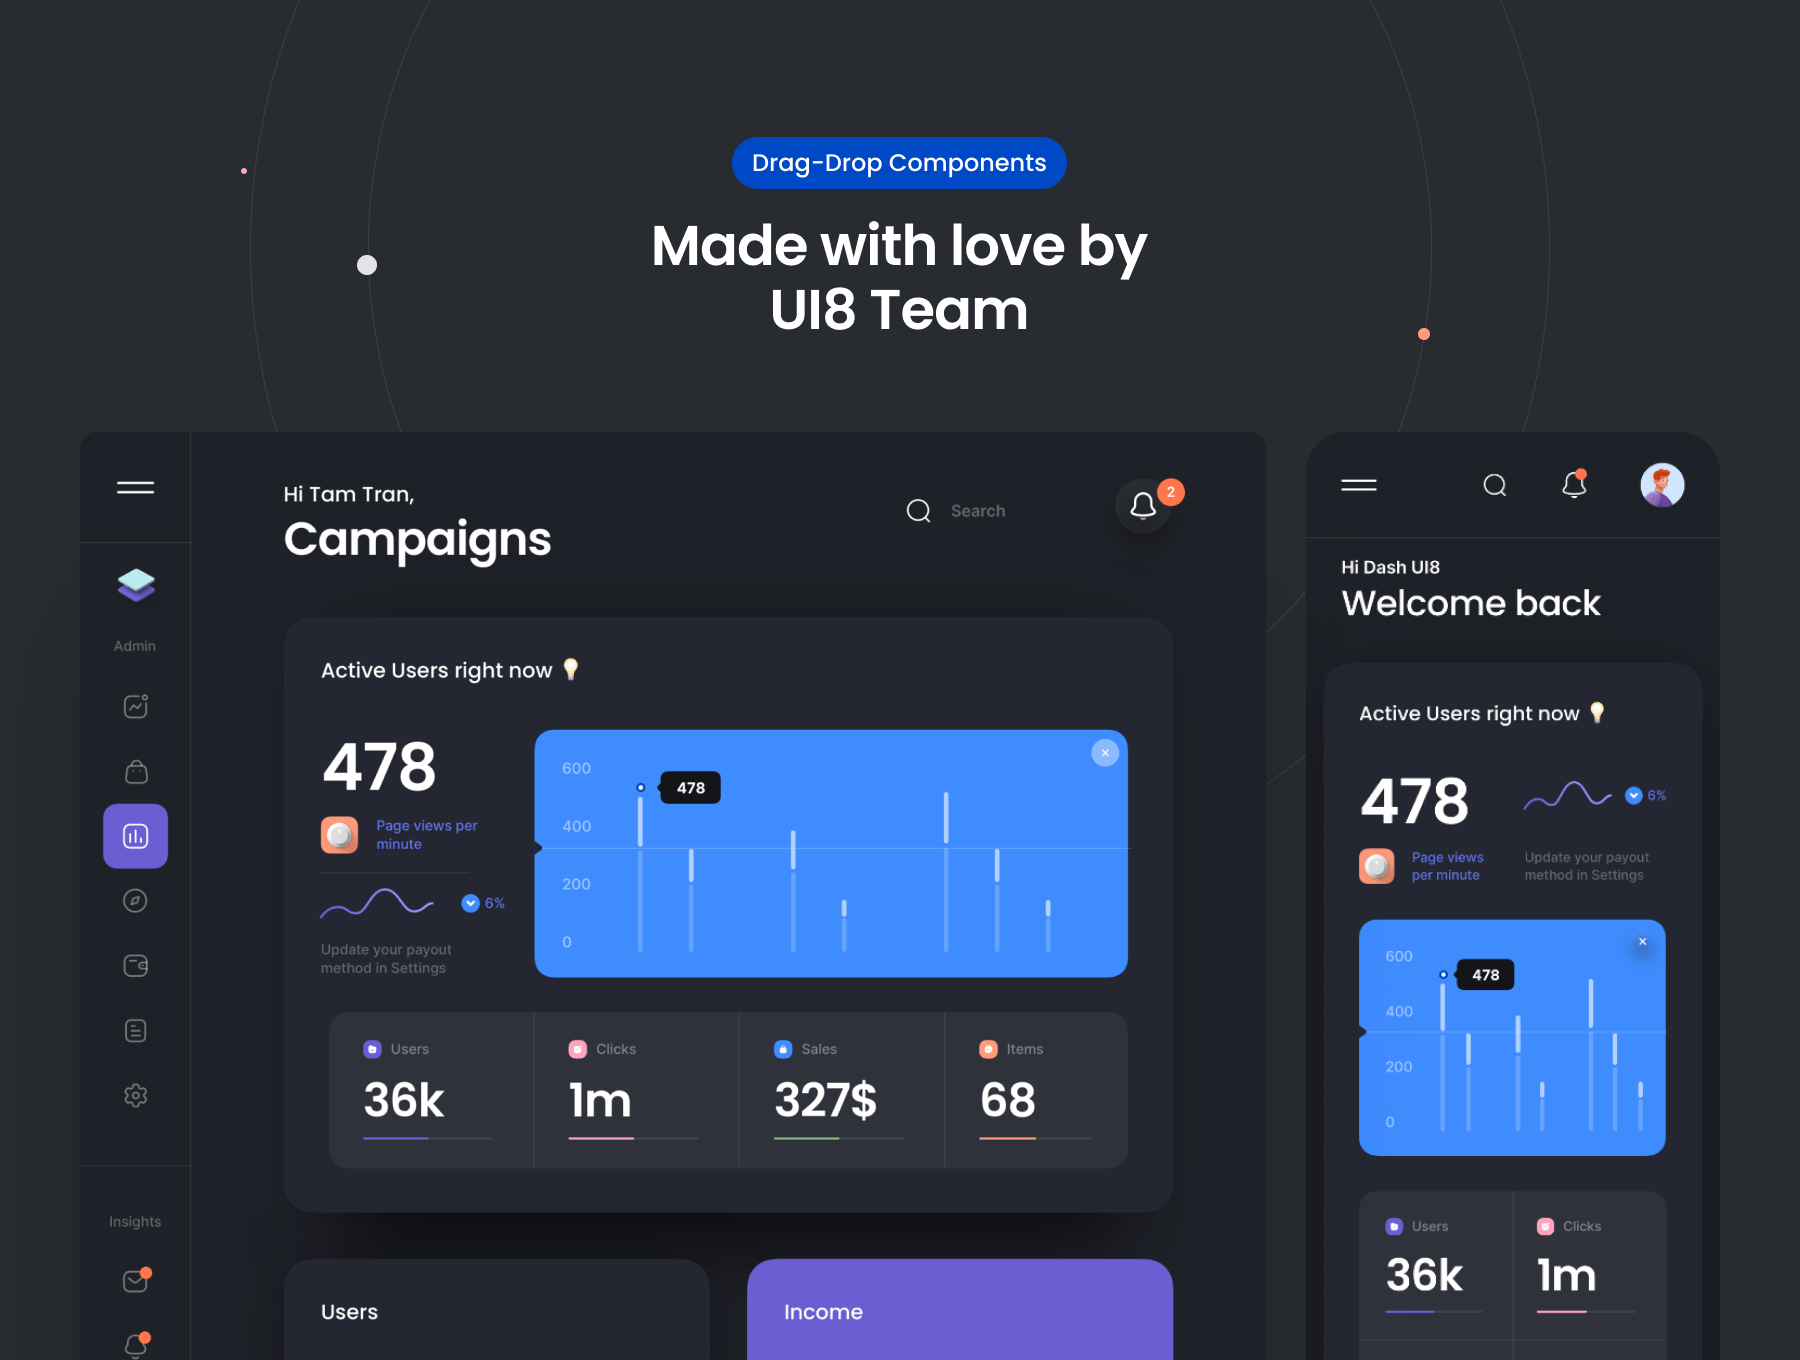 Drag-Drop Components
Made with love by
UI8 Team
Hi Tam Tran,
Campaigns
Search
2
Admin
Insights
Active Users right now
478
Page views per
minute
6%
Update your payout
method in Settings
600
400
200
0
478
Users
36k
Clicks
1m
Sales
327$
Items
68
Users
Income
Hi Dash UI8
Welcome back
Active Users right now
478
6%
Page views
per minute
Update your payout
method in Settings
600
400
200
0
478
Users
36k
Clicks
1m